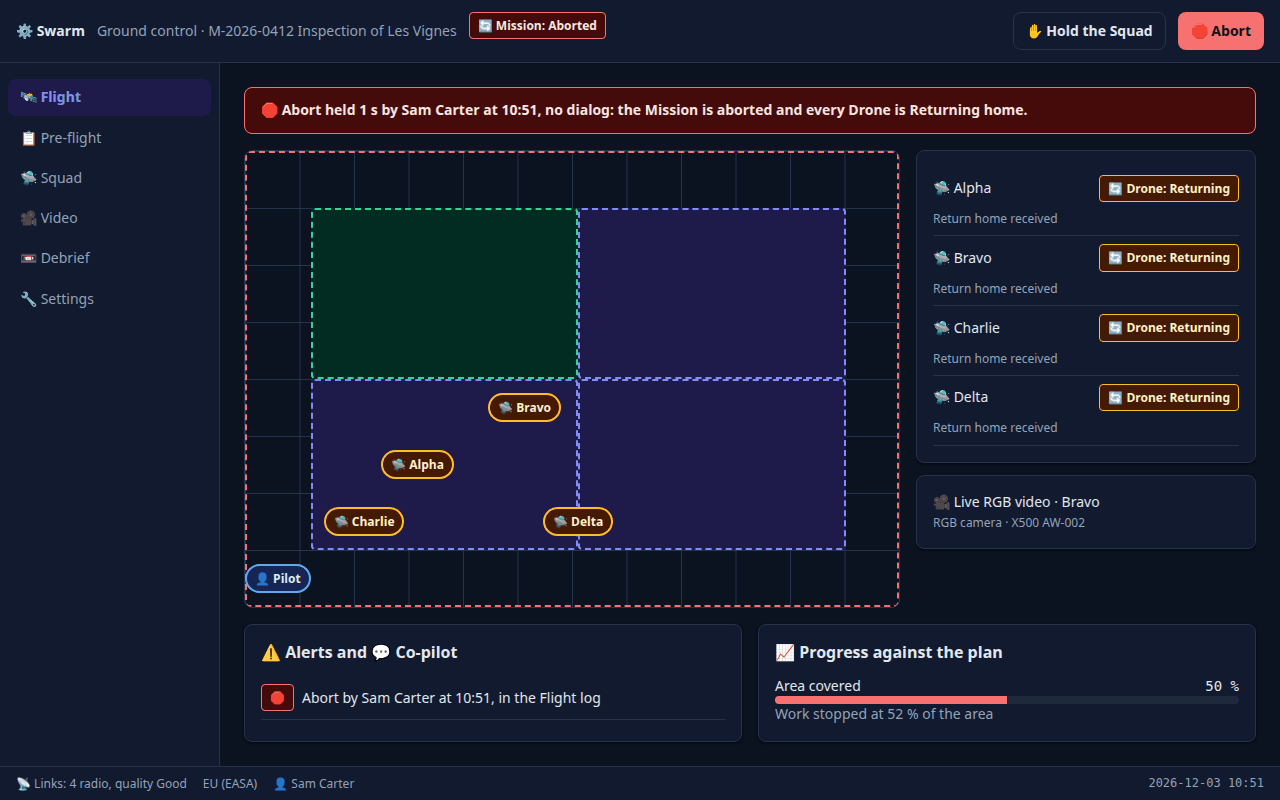 ⚙️ Swarm Ground control · M-2026-0412 Inspection of Les Vignes 🔄 Mission: Aborted ✋ Hold the Squad 🛑 Abort
🛰️ Flight
📋 Pre-flight
🛸 Squad
🎥 Video
📼 Debrief
🔧 Settings
🛑 Abort held 1 s by Sam Carter at 10:51, no dialog: the Mission is aborted and every Drone is Returning home.
🛸 Bravo
🛸 Alpha
🛸 Charlie
🛸 Delta
👤 Pilot
🛸 Alpha 🔄 Drone: Returning
Return home received
🛸 Bravo 🔄 Drone: Returning
Return home received
🛸 Charlie 🔄 Drone: Returning
Return home received
🛸 Delta 🔄 Drone: Returning
Return home received
🎥 Live RGB video · Bravo
RGB camera · X500 AW-002
⚠️ Alerts and 💬 Co-pilot
🛑 Abort by Sam Carter at 10:51, in the Flight log
📈 Progress against the plan
Area covered 50 %
Work stopped at 52 % of the area
📡 Links: 4 radio, quality Good EU (EASA) 👤 Sam Carter 2026-12-03 10:51